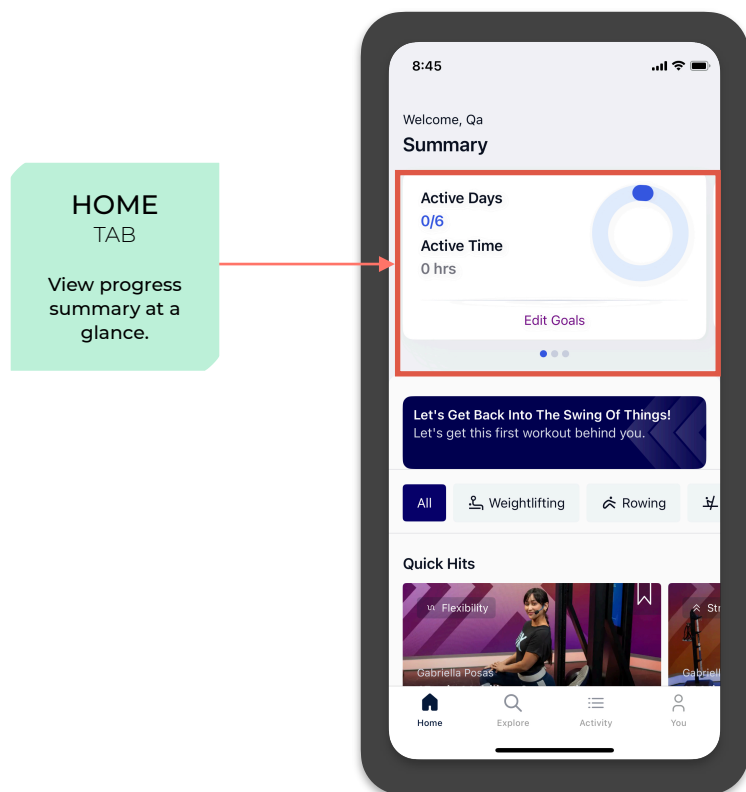 HOME
TAB
View progress
summary at a
glance.
8:45
Welcome, Qa
Summary
Active Days
0/6
Active Time
0 hrs
Edit Goals
Let's Get Back Into The Swing Of Things!
Let's get this first workout behind you.
All Weightlifting Rowing
Quick Hits
Flexibility
Gabriella Posas
Home Explore Activity You